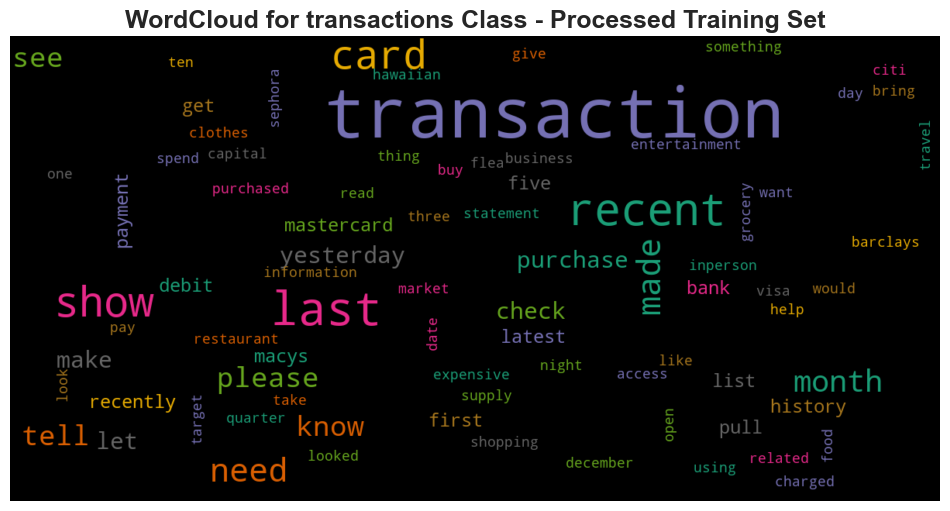 WordCloud for transactions Class - Processed Training Set
see
ten
card
give
something
hawaiian
citi
sephora
get
day
bring
transaction
clothes
travel
spend
capital
thing
flea
business
entertainment
buy
one
purchased
read
five
want
grocery
payment
mastercard
three
statement
recent
yesterday
barclays
information
purchase
made
inperson
debit
market
bank
visa
would
show
last
check
help
pay
date
latest
restaurant
make
macys
night
like
look
please
expensive
access
list
month
recently
take
supply
target
quarter
first
history
tell
let
know
open
pull
shopping
looked
food
need
december
using
related
charged